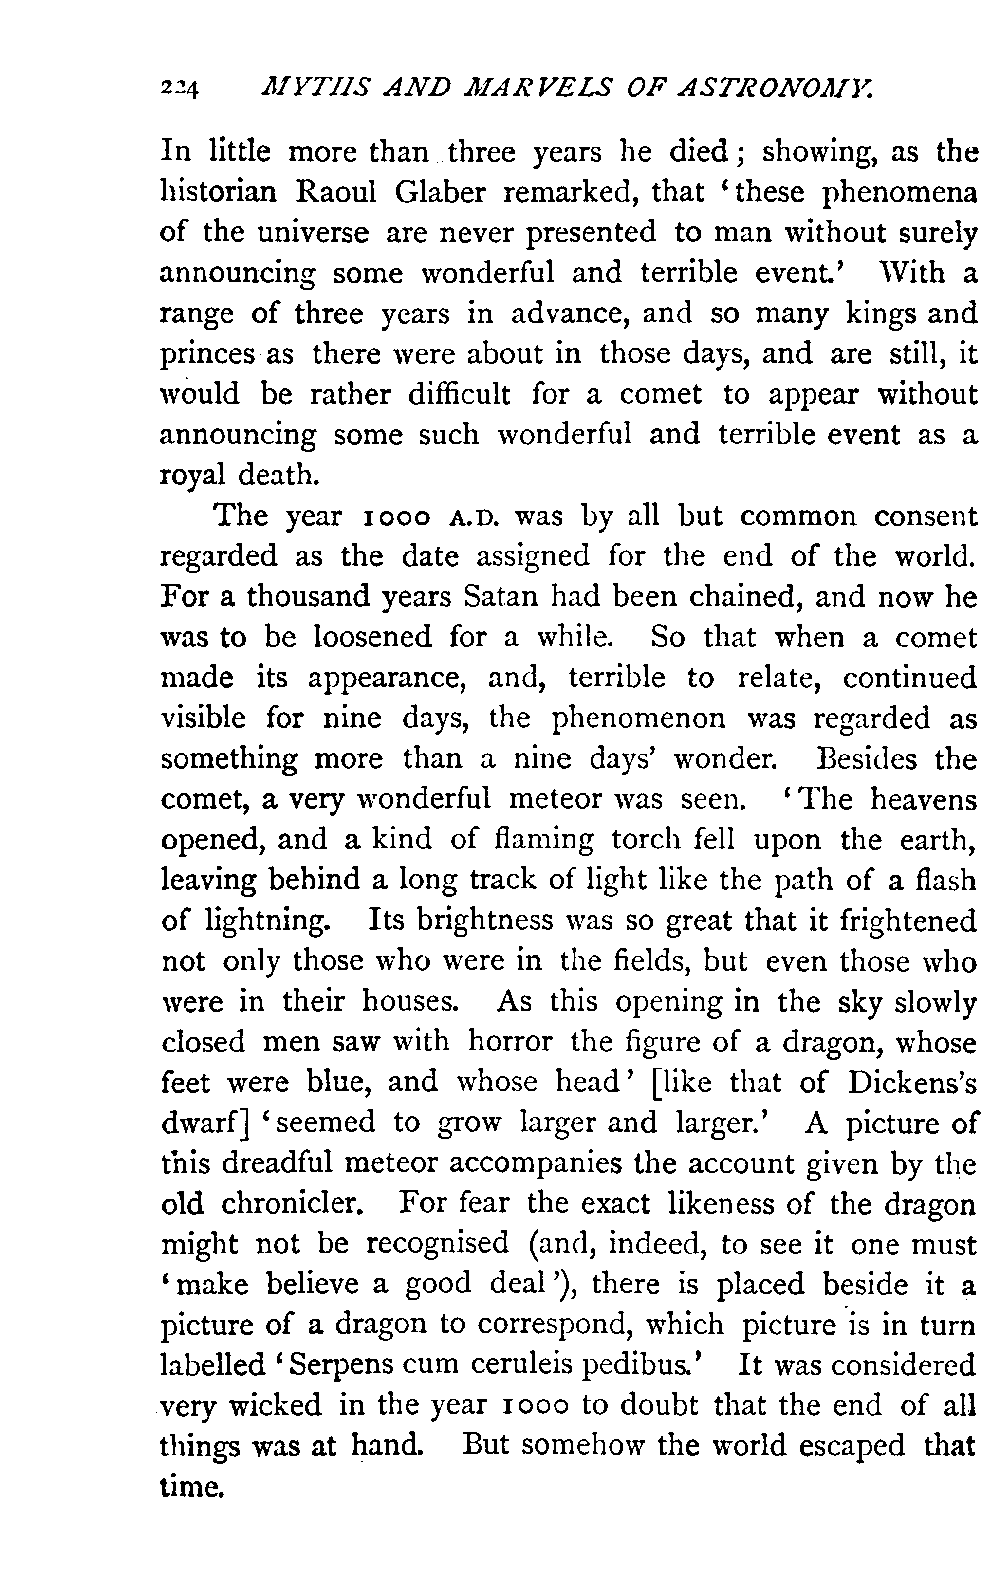 224 MYTHS AND MARVELS OF ASTRONOMY.
In little more than three years he died; showing, as the
historian Raoul Glaber remarked, that ‘these phenomena
of the universe are never presented to man without surely
announcing some wonderful and terrible event.’ With a
range of three years in advance, and so many kings and
princes as there were about in those days, and are still, it
would be rather difficult for a comet to appear without
announcing some such wonderful and terrible event as a
royal death.
The year 1000 A.D. was by all but common consent
regarded as the date assigned for the end of the world.
For a thousand years Satan had been chained, and now he
was to be loosened for a while. So that when a comet
made its appearance, and, terrible to relate, continued
visible for nine days, the phenomenon was regarded as
something more than a nine days’ wonder. Besides the
comet, a very wonderful meteor was seen. ‘The heavens
opened, and a kind of flaming torch fell upon the earth,
leaving behind a long track of light like the path of a flash
of lightning. Its brightness was so great that it frightened
not only those who were in the fields, but even those who
were in their houses. As this opening in the sky slowly
closed men saw with horror the figure of a dragon, whose
feet were blue, and whose head’ [like that of Dickens’s
dwarf] ‘seemed to grow larger and larger.’ A picture of
this dreadful meteor accompanies the account given by the
old chronicler. For fear the exact likeness of the dragon
might not be recognised (and, indeed, to see it one must
‘make believe a good deal’), there is placed beside it a
picture of a dragon to correspond, which picture is in turn
labelled ‘Serpens cum ceruleis pedibus.’ It was considered
very wicked in the year 1000 to doubt that the end of all
things was at hand. But somehow the world escaped that
time.